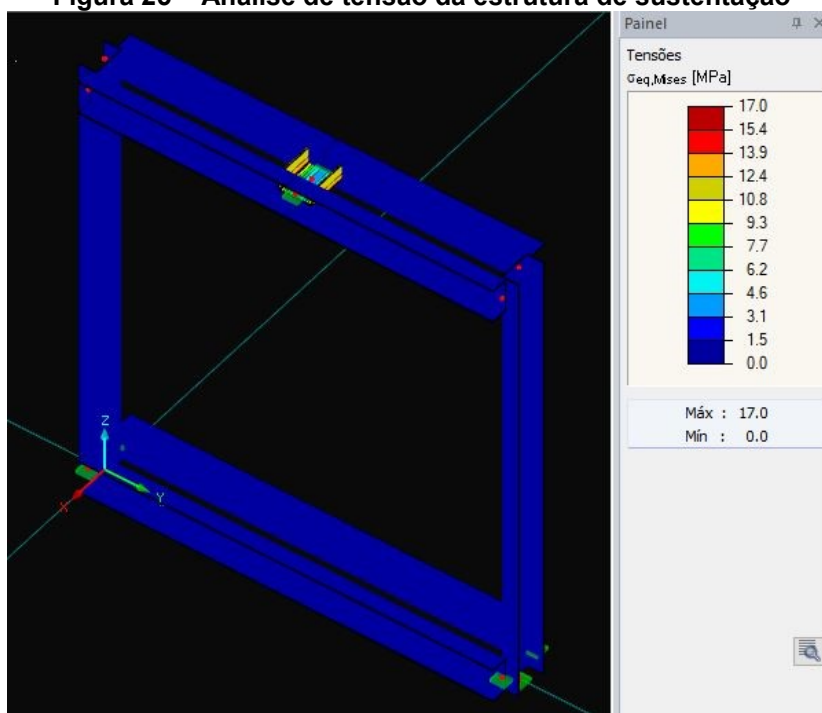 Figura 26 – Análise de tensão da estrutura de sustentação
Painel
Tensões
σeq,Mises [MPa]
17.0
15.4
13.9
12.4
10.8
9.3
7.7
6.2
4.6
3.1
1.5
0.0
Máx : 17.0
Mín : 0.0
Z
X
Y